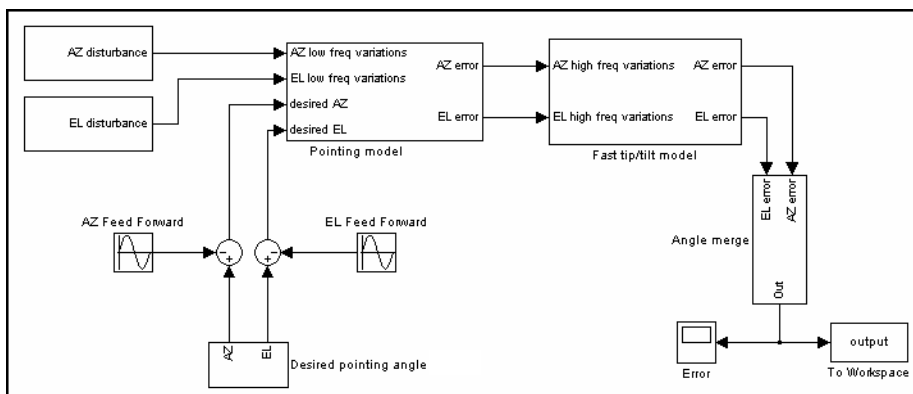 AZ disturbance
EL disturbance
AZ low freq variations
EL low freq variations
desired AZ
desired EL
AZ error
EL error
Pointing model
AZ high freq variations
EL high freq variations
AZ error
EL error
Fast tip/tilt model
EL error
AZ error
Angle merge
Out
AZ Feed Forward
EL Feed Forward
AZ
EL
Desired pointing angle
Error
output
To Workspace